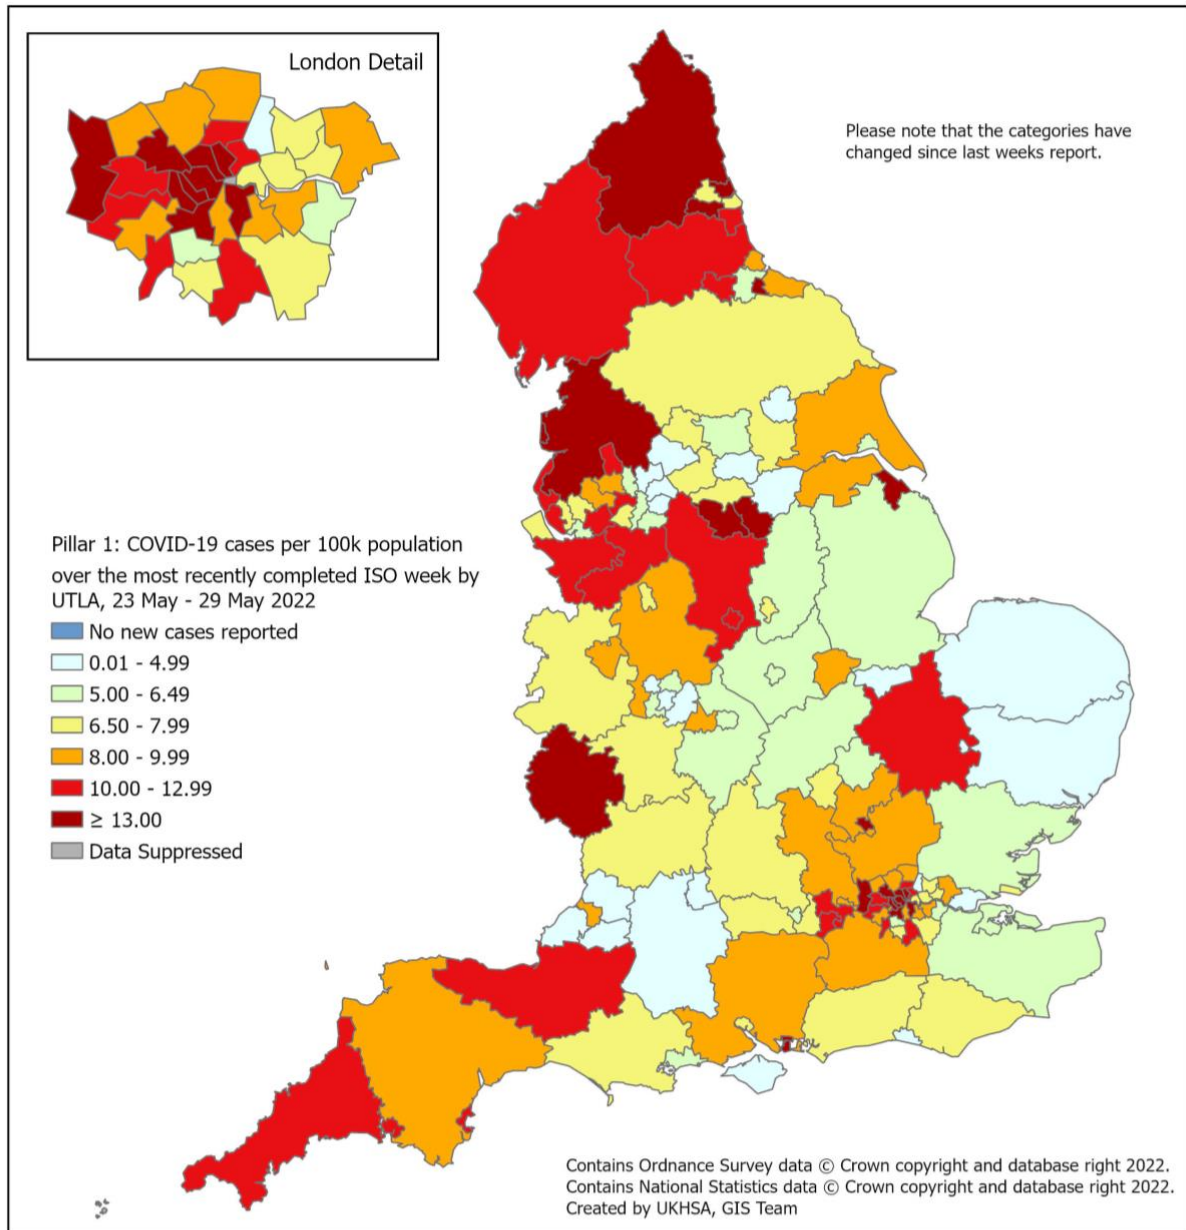 London Detail
Please note that the categories have
changed since last weeks report.
Pillar 1: COVID-19 cases per 100k population
over the most recently completed ISO week by
UTLA, 23 May - 29 May 2022
No new cases reported
0.01 - 4.99
5.00 - 6.49
6.50 - 7.99
8.00 - 9.99
10.00 - 12.99
≥ 13.00
Data Suppressed
Contains Ordnance Survey data © Crown copyright and database right 2022.
Contains National Statistics data © Crown copyright and database right 2022.
Created by UKHSA, GIS Team